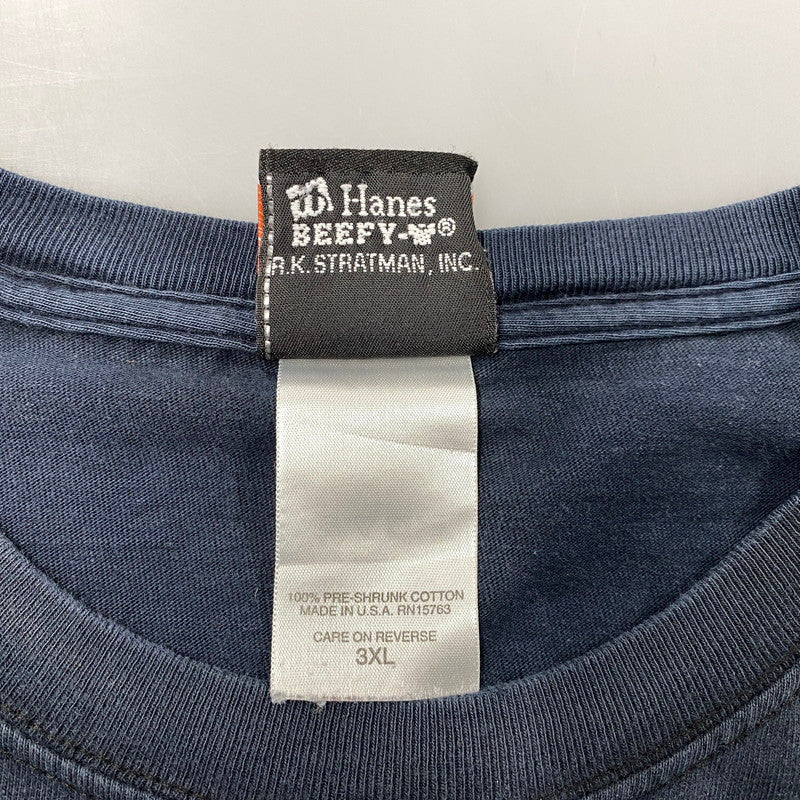 Hanes
BEEFY-T®
R.K. STRATMAN, INC.
100% PRE-SHRUNK COTTON
MADE IN U.S.A. RN15763
CARE ON REVERSE
3XL